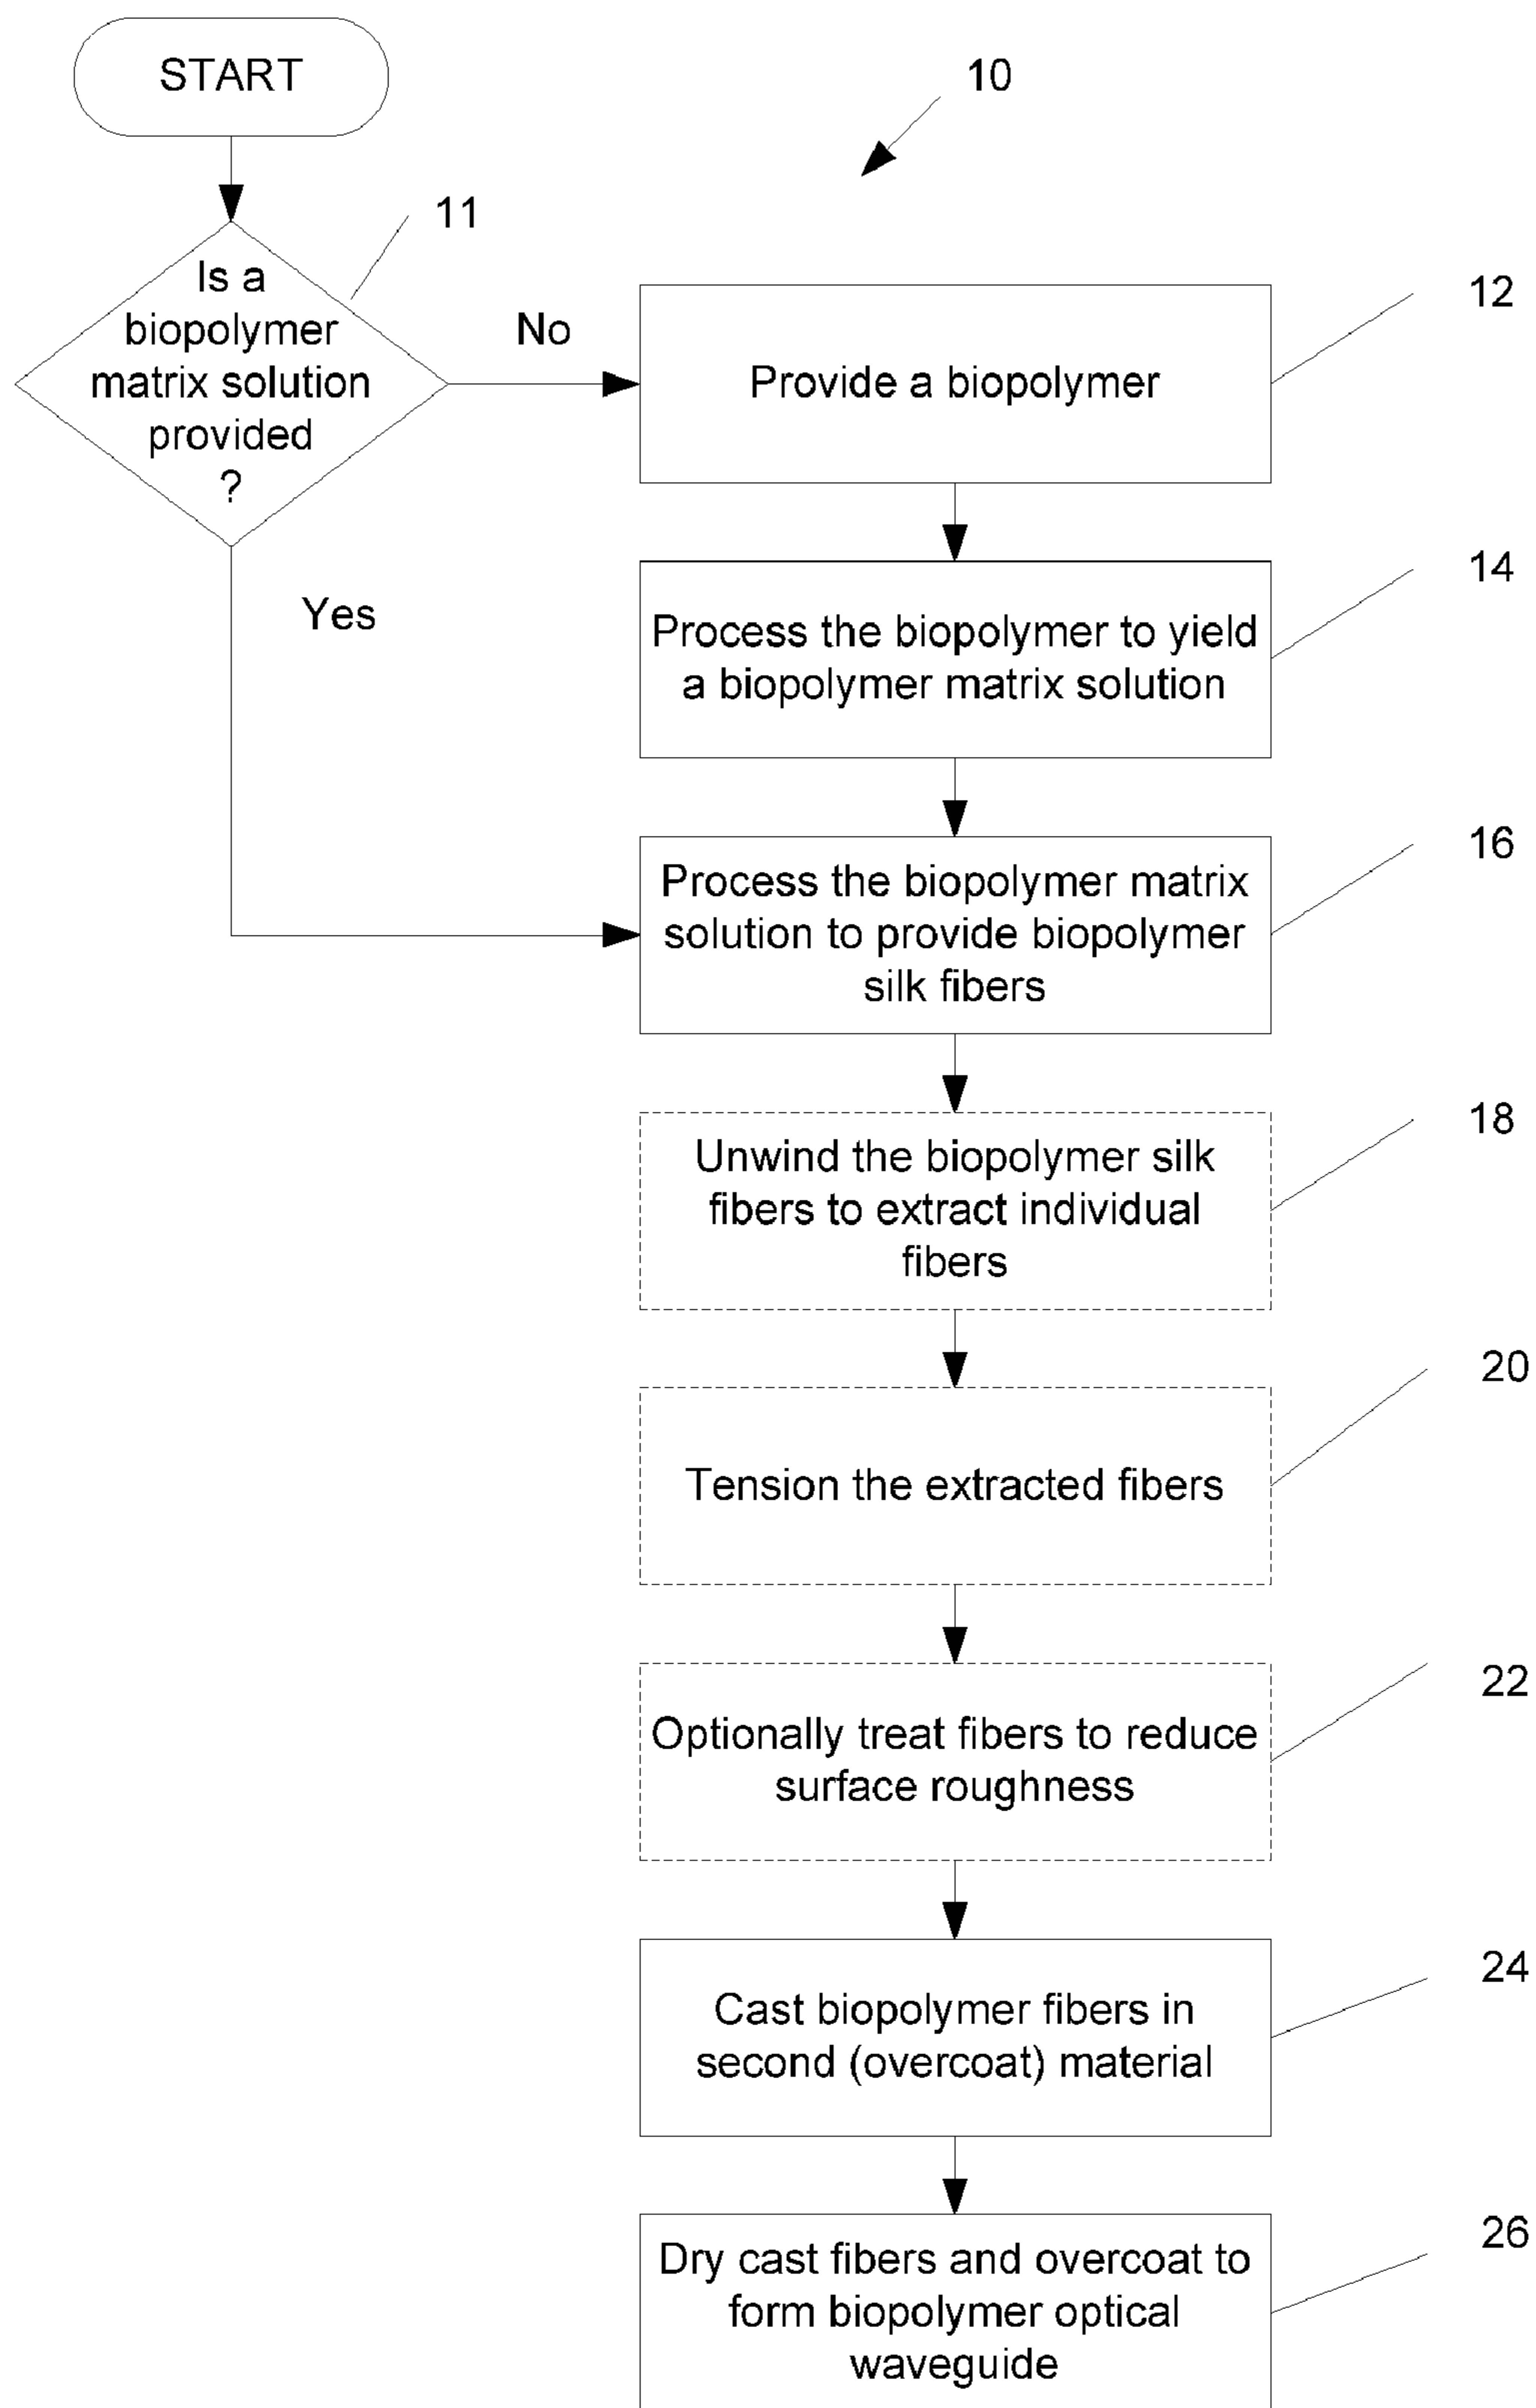 START
10
11
Is a
biopolymer
matrix solution
provided
?
No
Yes
12
Provide a biopolymer
14
Process the biopolymer to yield
a biopolymer matrix solution
16
Process the biopolymer matrix
solution to provide biopolymer
silk fibers
18
Unwind the biopolymer silk
fibers to extract individual
fibers
20
Tension the extracted fibers
22
Optionally treat fibers to reduce
surface roughness
24
Cast biopolymer fibers in
second (overcoat) material
26
Dry cast fibers and overcoat to
form biopolymer optical
waveguide